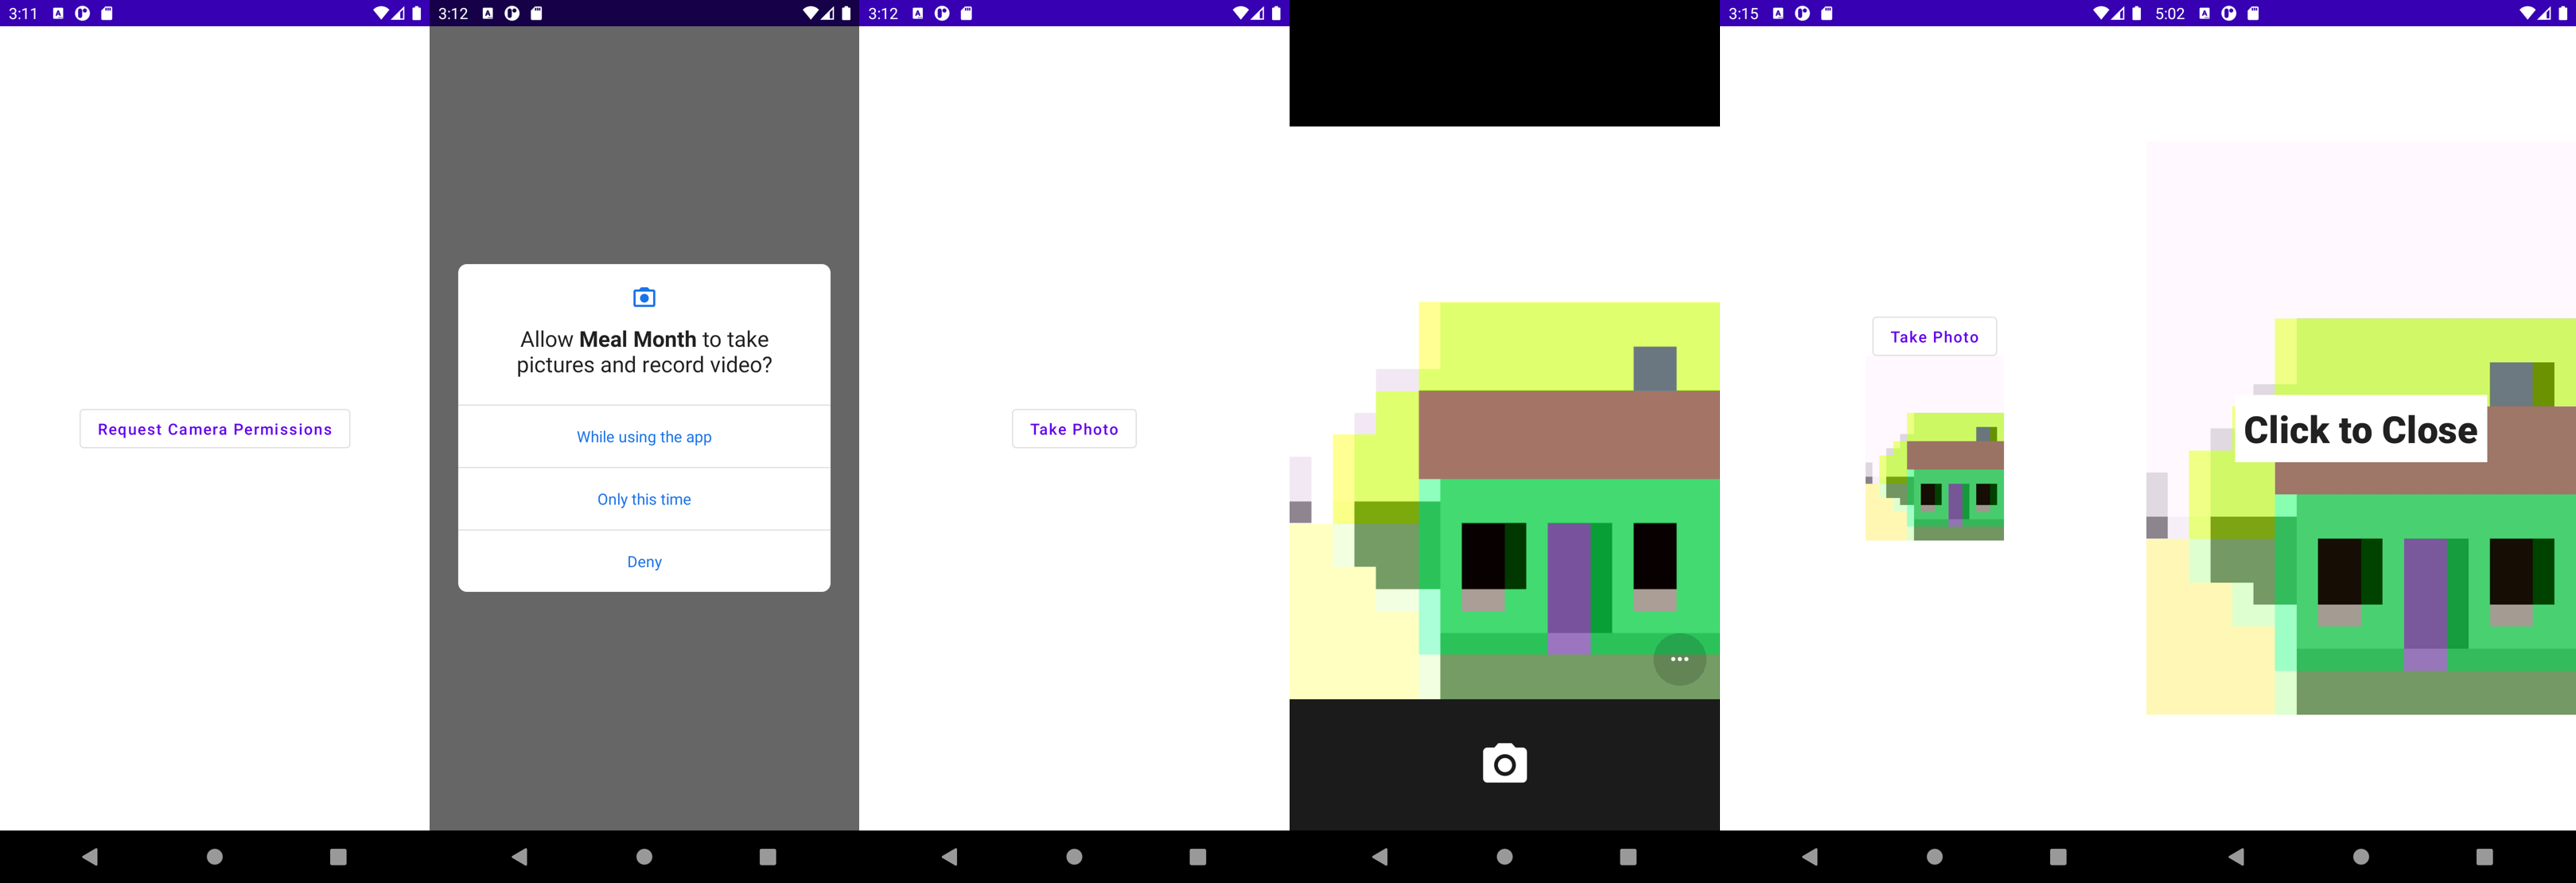 3:11
Request Camera Permissions
3:12
Allow Meal Month to take
pictures and record video?
While using the app
Only this time
Deny
3:12
Take Photo
3:15
Take Photo
5:02
Click to Close